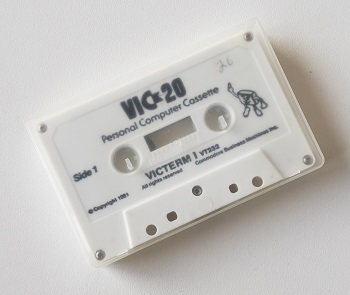 VIC 20
Personal Computer Cassette
Side 1
VICTERM I VT232
All rights reserved
Commodore Business Machines Inc.
© Copyright 1981